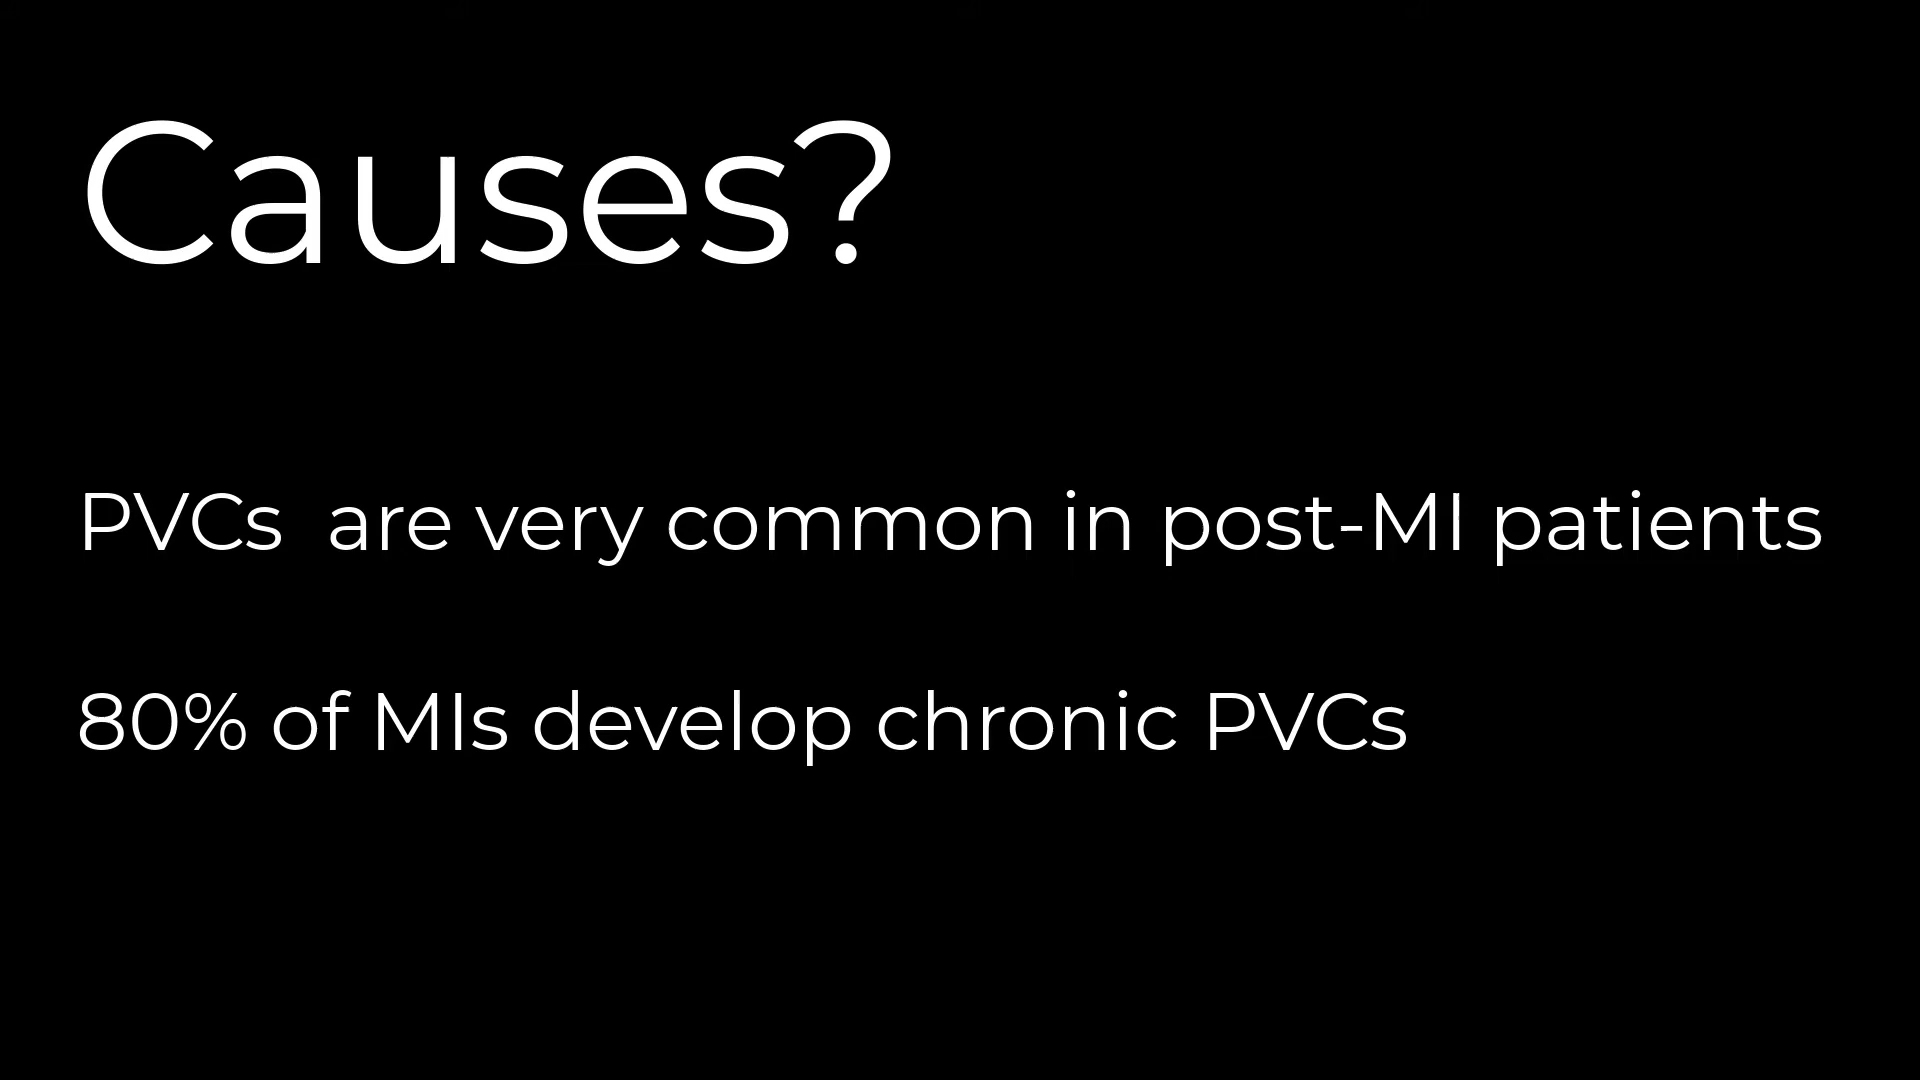 Causes?
PVCs  are very common in post-MI patients
80% of MIs develop chronic PVCs